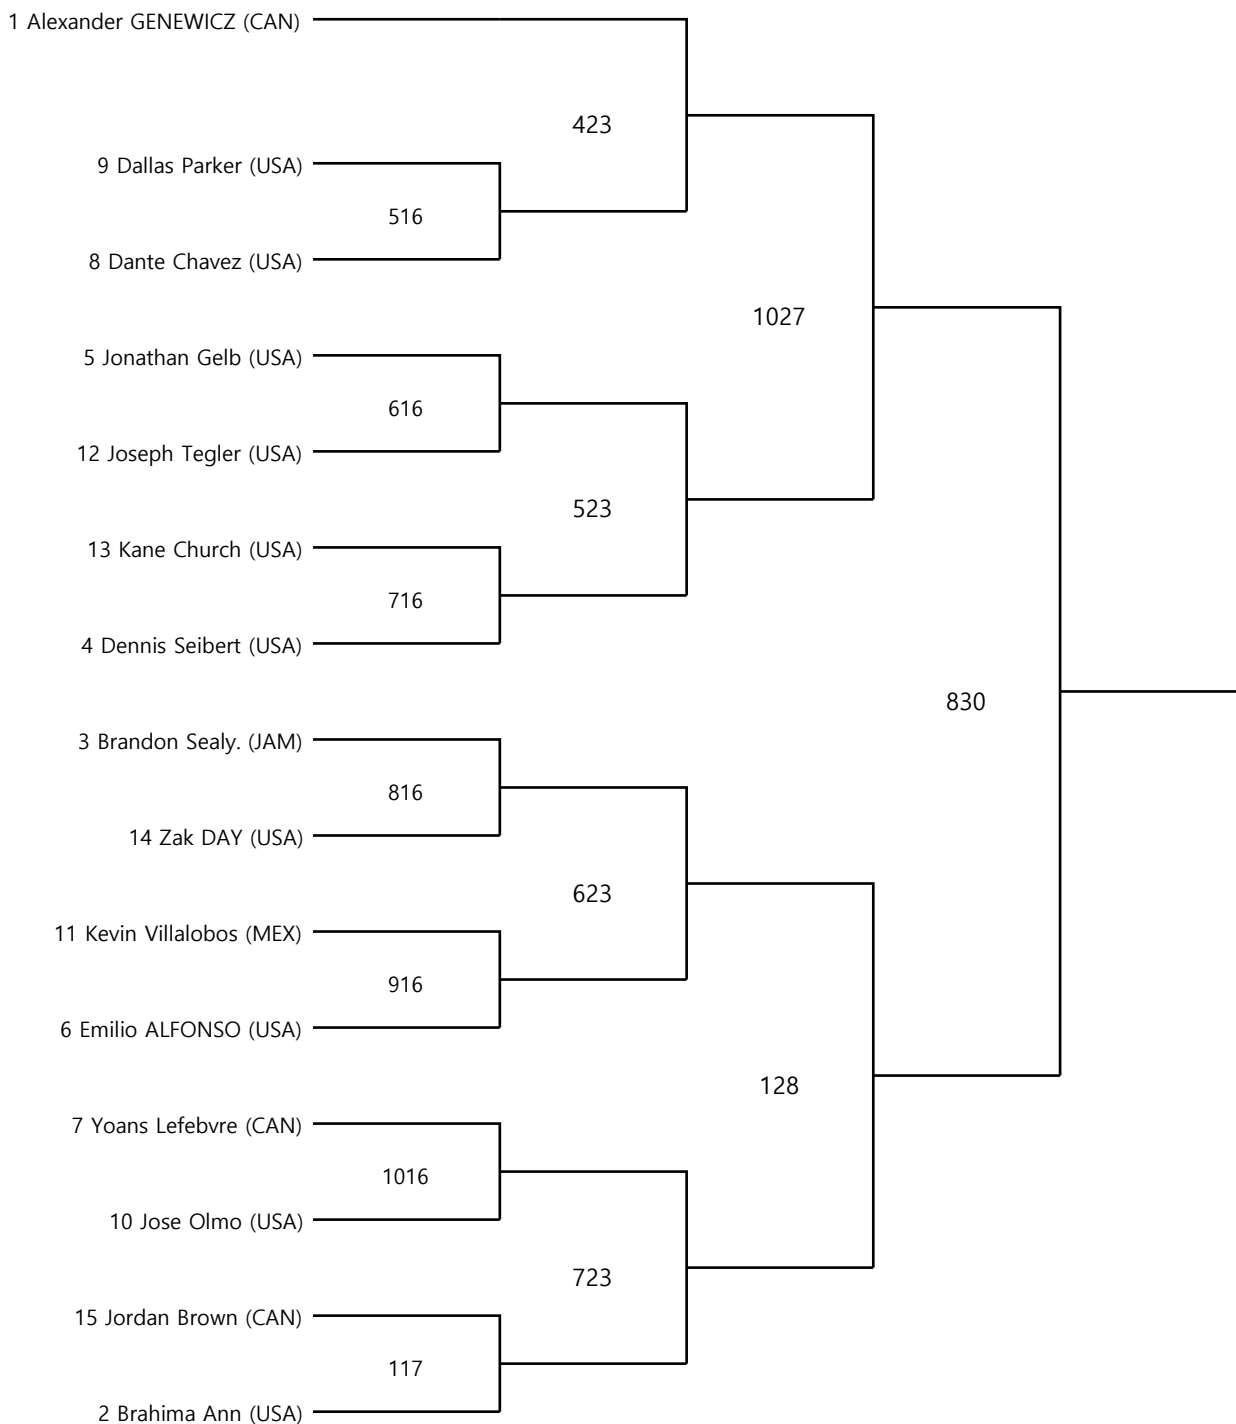 1 Alexander GENEWICZ (CAN)
423
9 Dallas Parker (USA)
516
8 Dante Chavez (USA)
1027
5 Jonathan Gelb (USA)
616
12 Joseph Tegler (USA)
523
13 Kane Church (USA)
716
4 Dennis Seibert (USA)
830
3 Brandon Sealy. (JAM)
816
14 Zak DAY (USA)
623
11 Kevin Villalobos (MEX)
916
6 Emilio ALFONSO (USA)
128
7 Yoans Lefebvre (CAN)
1016
10 Jose Olmo (USA)
723
15 Jordan Brown (CAN)
117
2 Brahima Ann (USA)